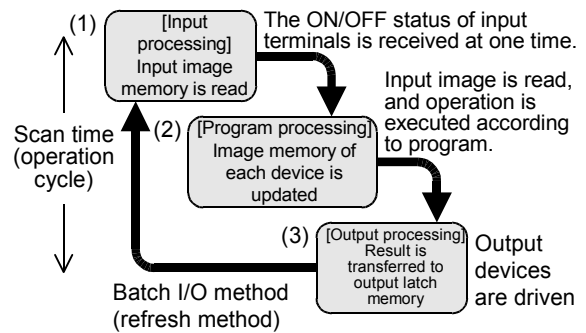 (1)
[Input
processing]
Input image
memory is read
The ON/OFF status of input
terminals is received at one time.
Input image is read,
and operation is
executed according
to program.
Scan time
(operation
cycle)
(2)
[Program processing]
Image memory of
each device is
updated
(3)
[Output processing]
Result is
transferred to
output latch
memory
Output
devices
are driven
Batch I/O method
(refresh method)